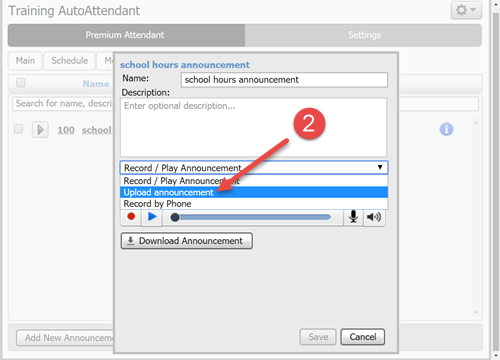 Training AutoAttendant
Premium Attendant
Settings
Main
Schedule
school hours announcement
Name:
school hours announcement
Name
Description:
Search for name, descri
Enter optional description...
2
100
school
i
Record / Play Announcement
Record / Play Announcement
Upload announcement
Record by Phone
Download Announcement
Add New Announceme
Save
Cancel